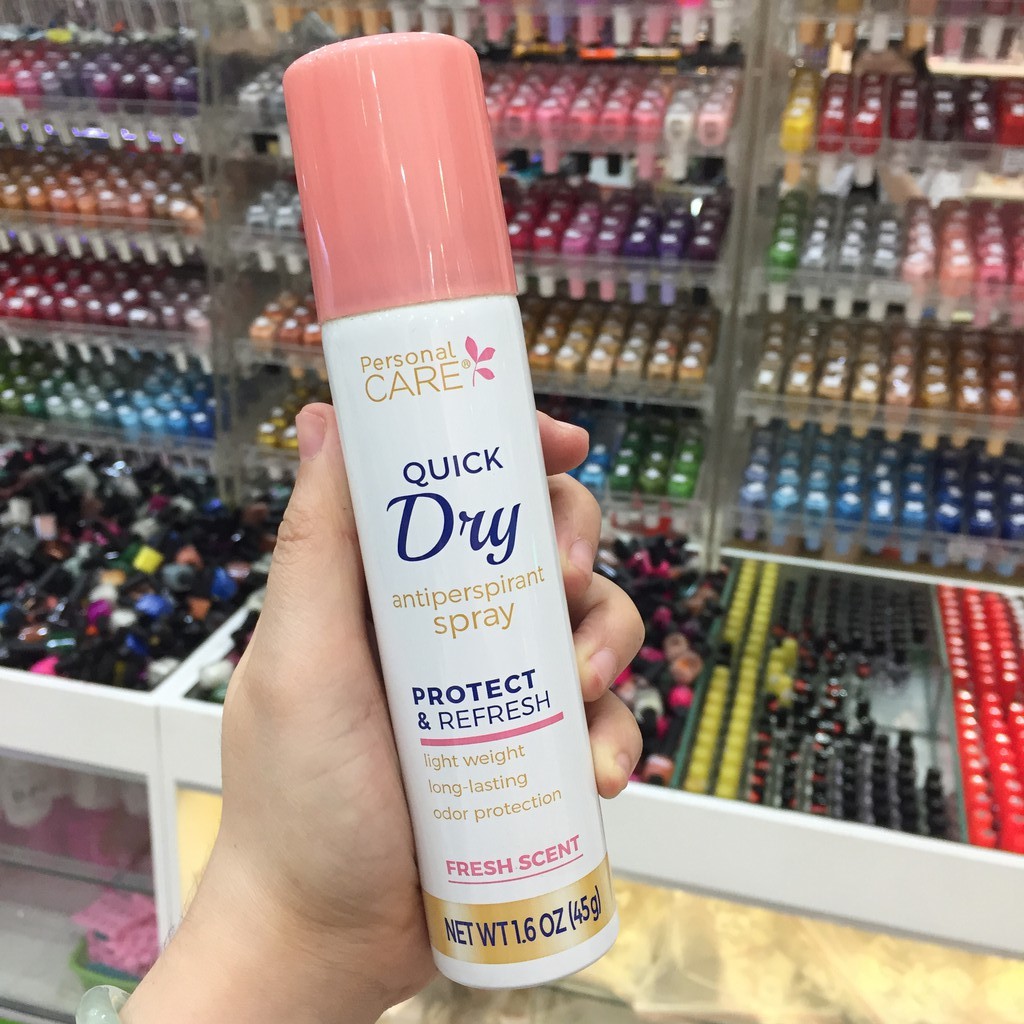 Personal
CARE®
QUICK
Dry
antiperspirant
spray
PROTECT
& REFRESH
light weight
long-lasting
odor protection
FRESH SCENT
NET WT 1.6 OZ (45g)